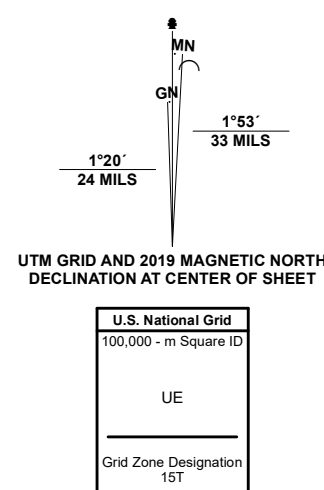 MN
GN
1°53´
33 MILS
1°20´
24 MILS
UTM GRID AND 2019 MAGNETIC NORTH
DECLINATION AT CENTER OF SHEET
U.S. National Grid
100,000 - m Square ID
UE
Grid Zone Designation
15T